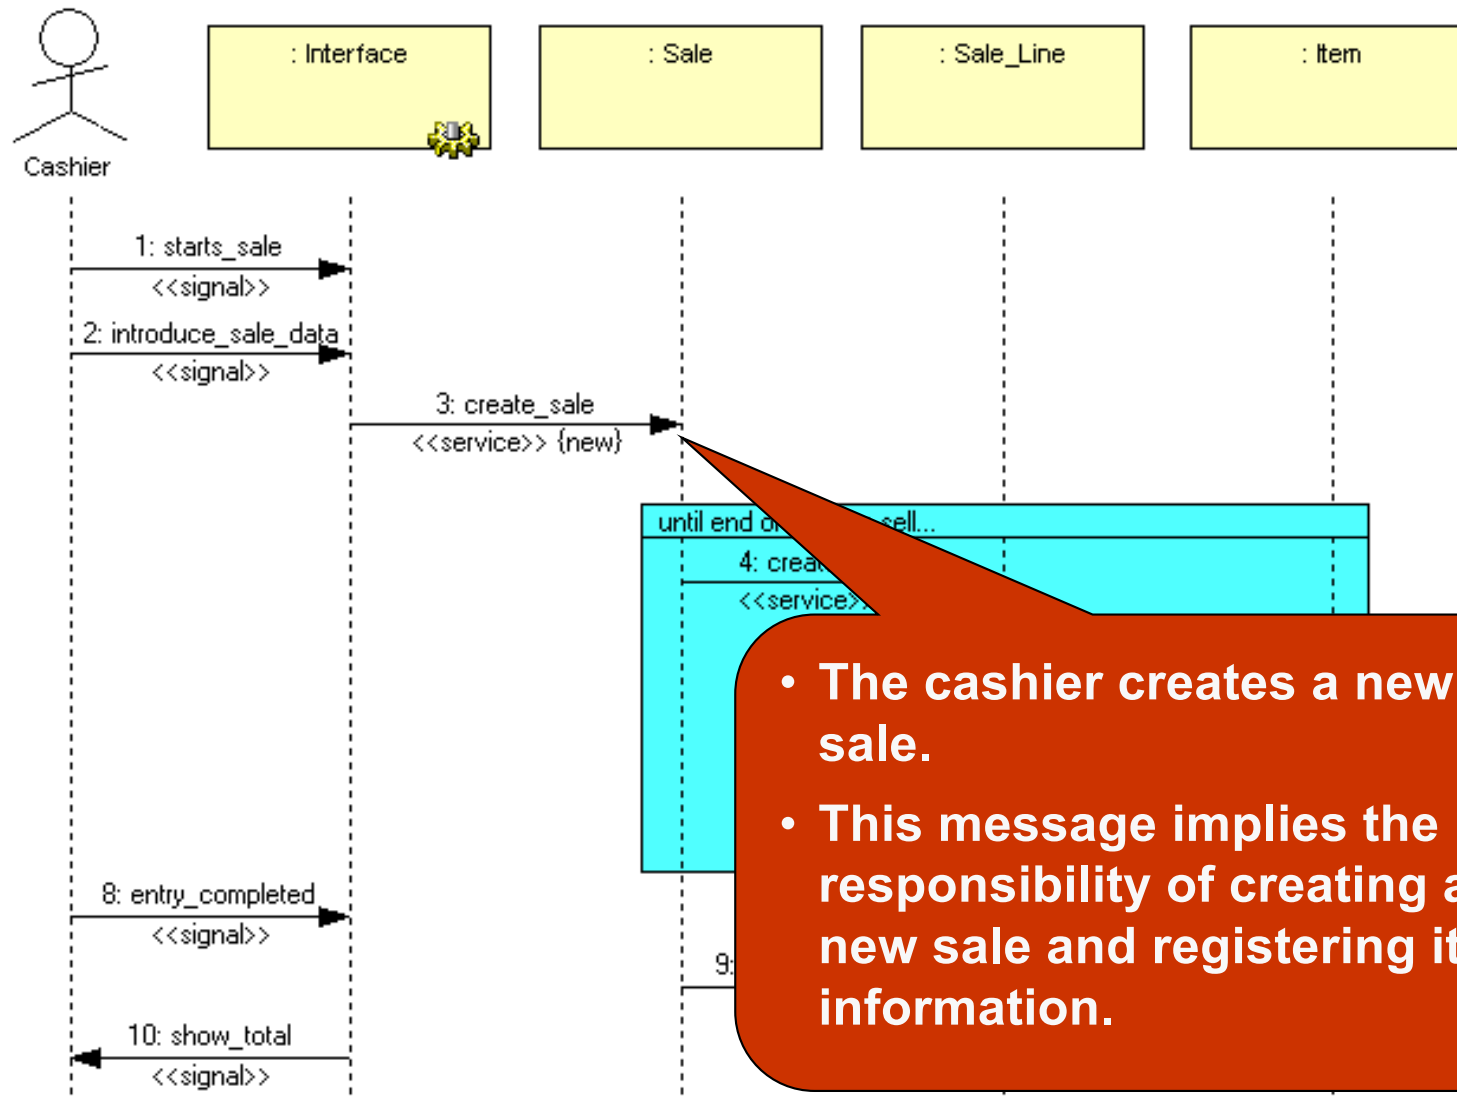 : Interface
: Sale
: Sale_Line
: Item
Cashier
1: starts_sale
<<signal>>
2: introduce_sale_data
<<signal>>
3: create_sale
<<service>> {new}
until end sell...
4:
<<service>>
• The cashier creates a new
sale.
• This message implies the
responsibility of creating
new sale and registering
information.
8: entry_completed
<<signal>>
9:
10: show_total
<<signal>>